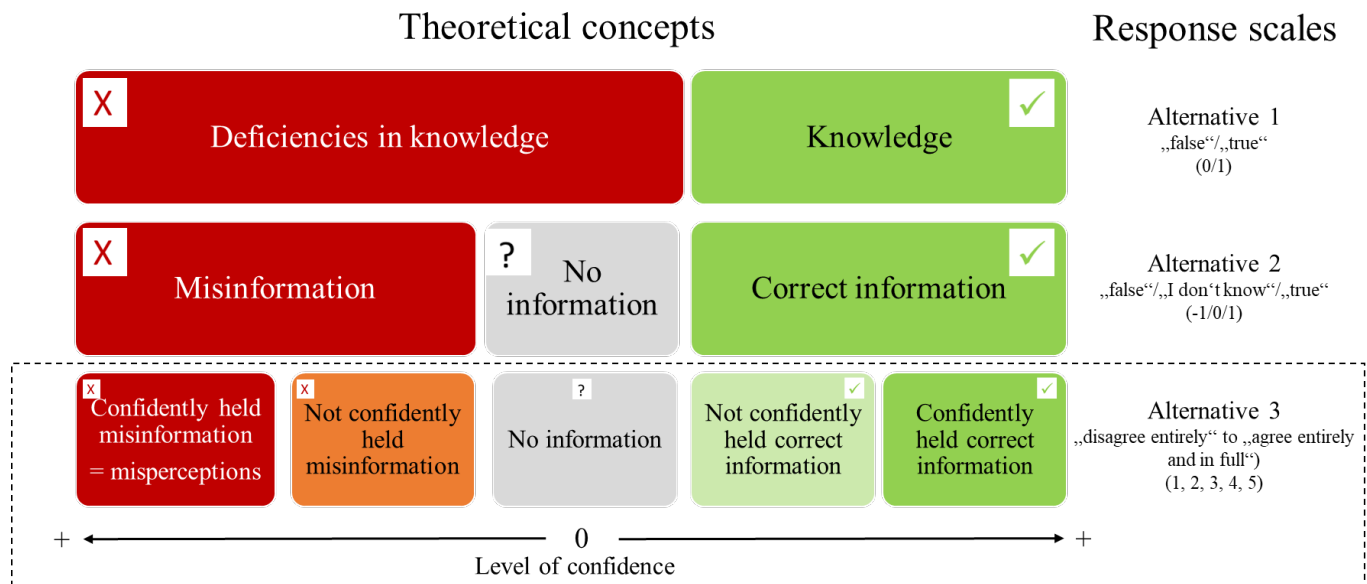 Theoretical concepts
Response scales
X
Deficiencies in knowledge
✓
Knowledge
Alternative 1
„false“/„true“
(0/1)
X
Misinformation
?
No
information
✓
Correct information
Alternative 2
„false“/„I don‘t know“/„true“
(-1/0/1)
X
Confidently held
misinformation
= misperceptions
X
Not confidently
held
misinformation
?
No information
✓
Not confidently
held correct
information
✓
Confidently
held correct
information
Alternative 3
„disagree entirely“ to „agree entirely
and in full“)
(1, 2, 3, 4, 5)
+ 0 +
Level of confidence